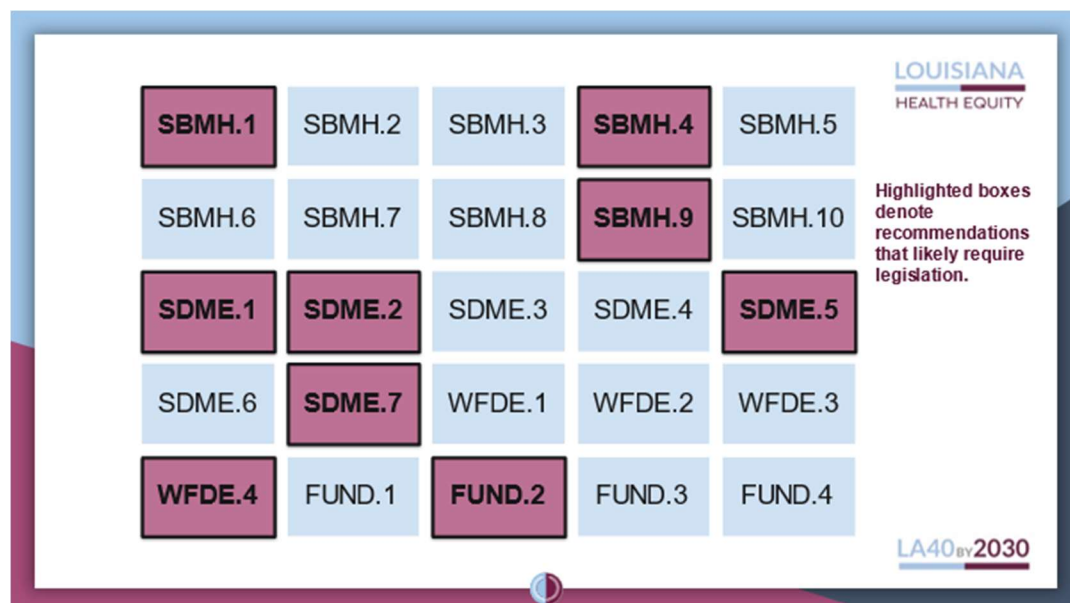 LOUISIANA
HEALTH EQUITY
SBMH.1 SBMH.2 SBMH.3 SBMH.4 SBMH.5
SBMH.6 SBMH.7 SBMH.8 SBMH.9 SBMH.10
Highlighted boxes
denote
recommendations
that likely require
legislation.
SDME.1 SDME.2 SDME.3 SDME.4 SDME.5
SDME.6 SDME.7 WFDE.1 WFDE.2 WFDE.3
WFDE.4 FUND.1 FUND.2 FUND.3 FUND.4
LA40BY2030